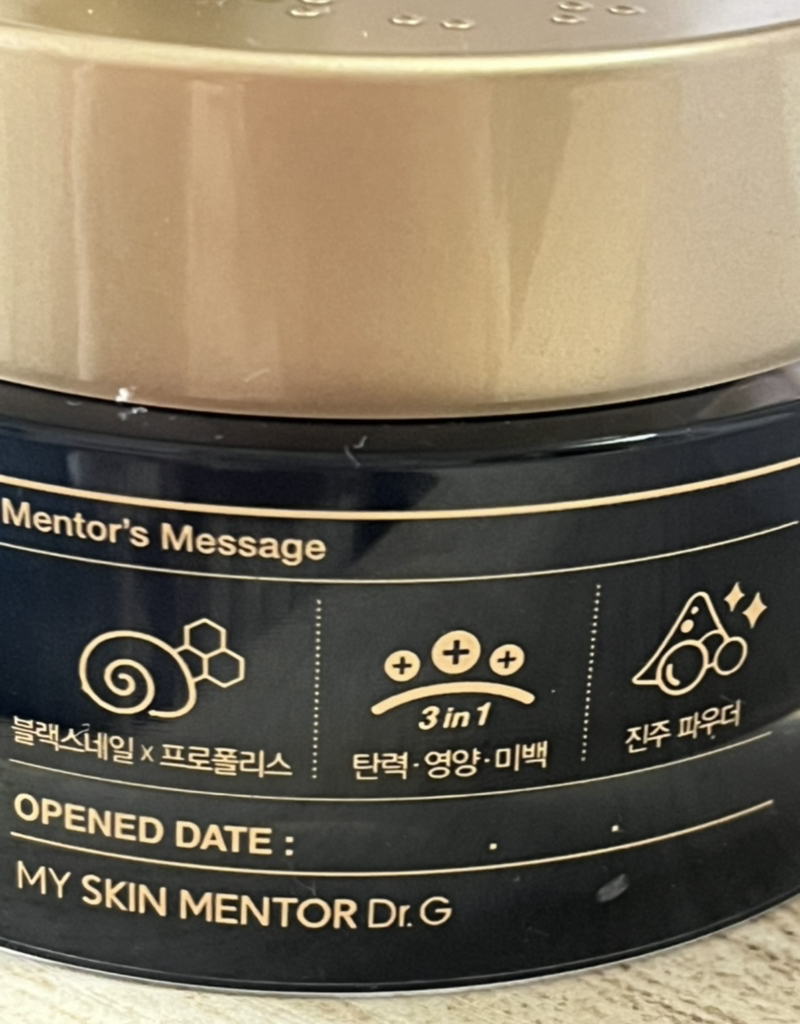 Mentor's Message
블랙스네일 x 프로폴리스
3 in 1
탄력·영양·미백
진주 파우더
OPENED DATE : . .
MY SKIN MENTOR Dr.G